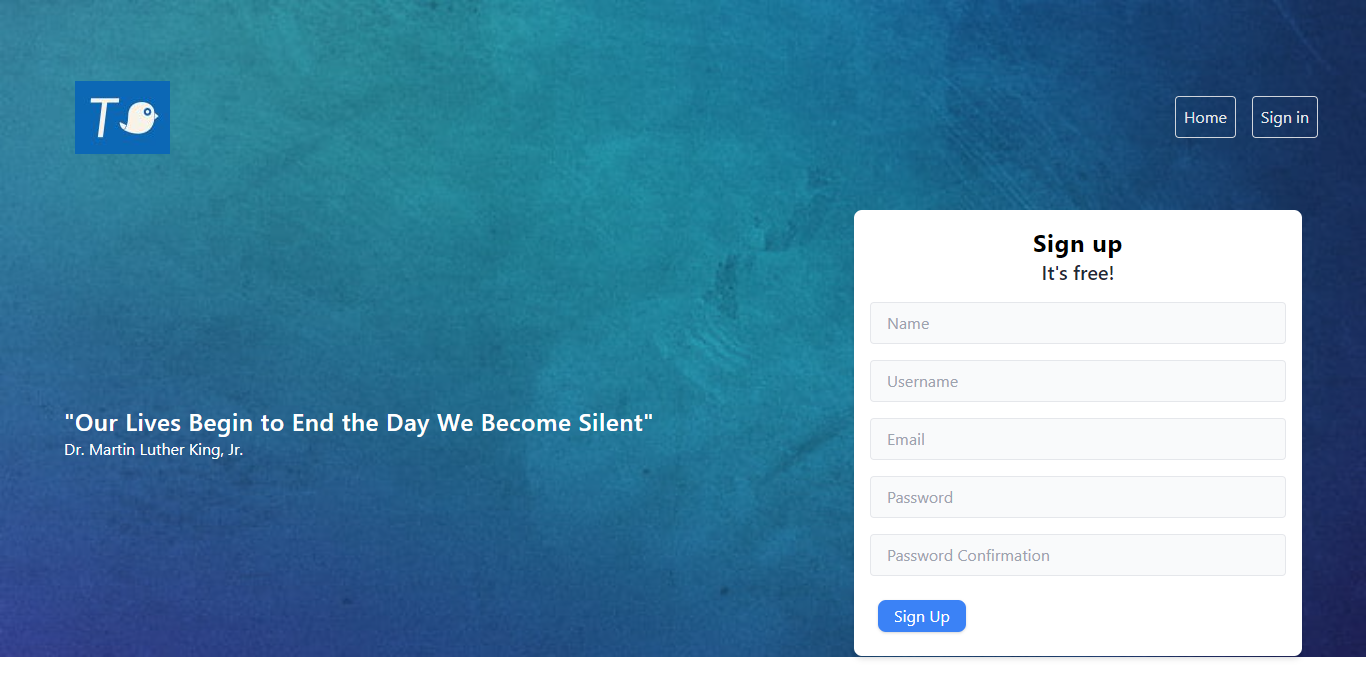 T
Home
Sign in
Sign up
It's free!
Name
Username
Email
Password
Password Confirmation
Sign Up
"Our Lives Begin to End the Day We Become Silent"
Dr. Martin Luther King, Jr.